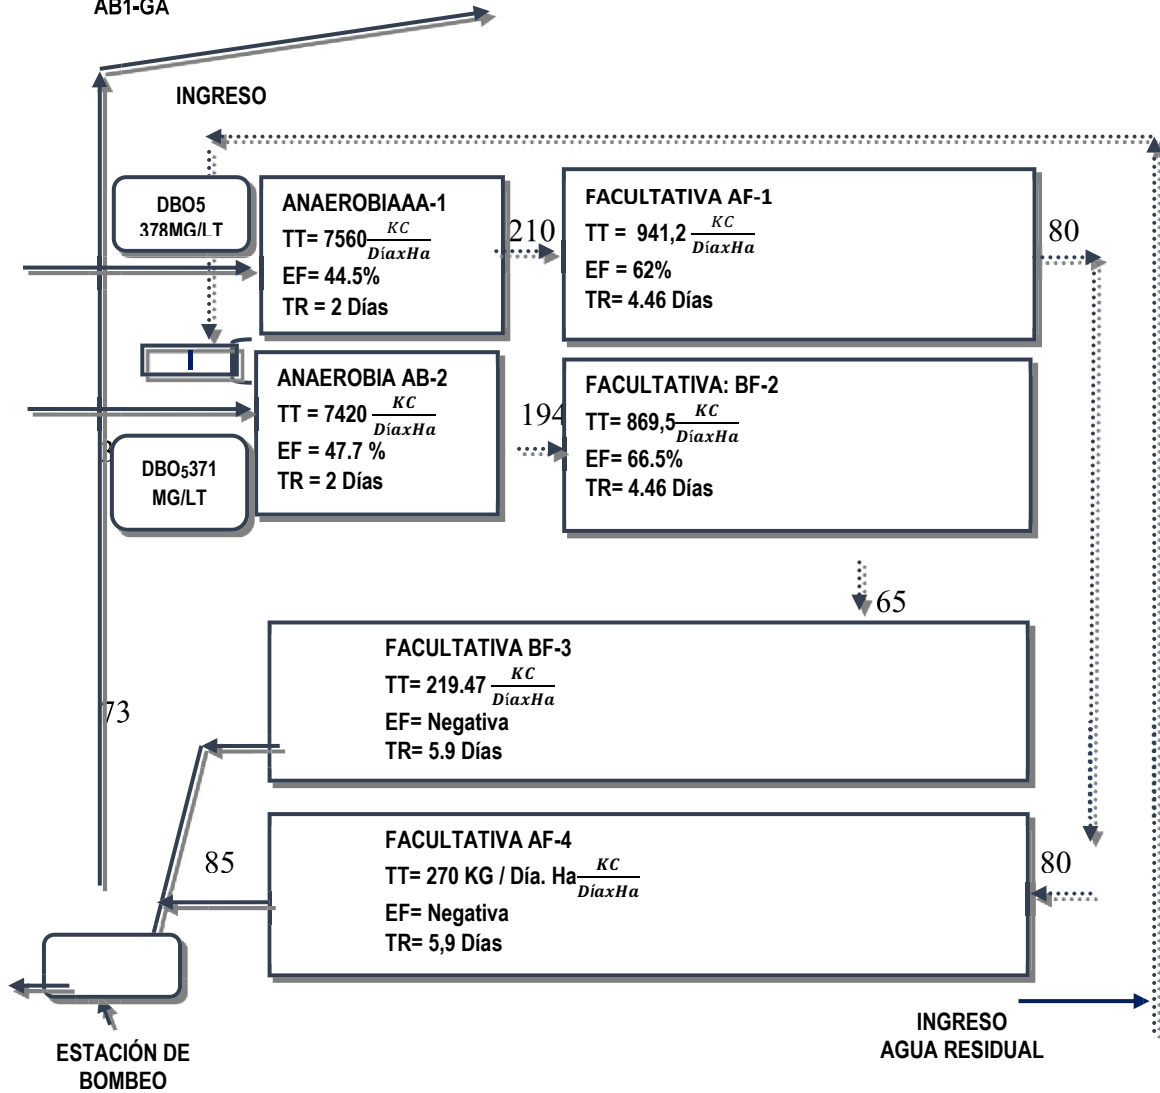 AB1-GA
INGRESO
DBO5
378MG/LT
ANAEROBIAAA-1
TT= 7560 KC/DíaxHa
EF= 44.5%
TR = 2 Días
210
FACULTATIVA AF-1
TT = 941,2 KC/DíaxHa
EF = 62%
TR= 4.46 Días
80
I
ANAEROBIA AB-2
TT = 7420 KC/DíaxHa
EF = 47.7 %
TR = 2 Días
194
FACULTATIVA: BF-2
TT= 869,5 KC/DíaxHa
EF= 66.5%
TR= 4.46 Días
DBO₅371
MG/LT
65
FACULTATIVA BF-3
TT= 219.47 KC/DíaxHa
EF= Negativa
TR= 5.9 Días
73
FACULTATIVA AF-4
TT= 270 KG / Día. Ha KC/DíaxHa
EF= Negativa
TR= 5,9 Días
85
80
ESTACIÓN DE
BOMBEO
INGRESO
AGUA RESIDUAL